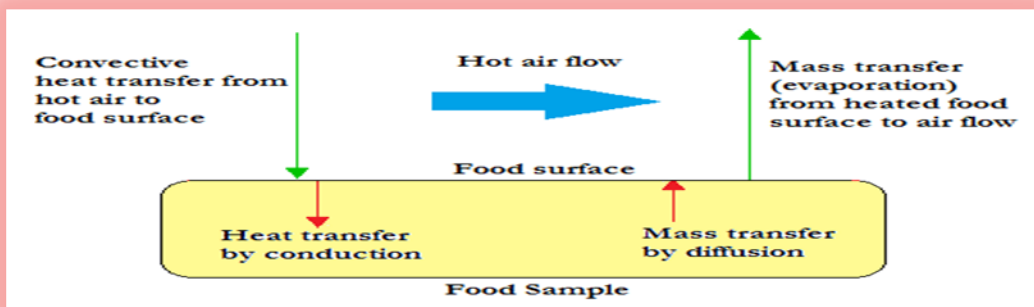 Convective
heat transfer from
hot air to
food surface
Hot air flow
Mass transfer
(evaporation)
from heated food
surface to air flow
Food surface
Heat transfer
by conduction
Mass transfer
by diffusion
Food Sample